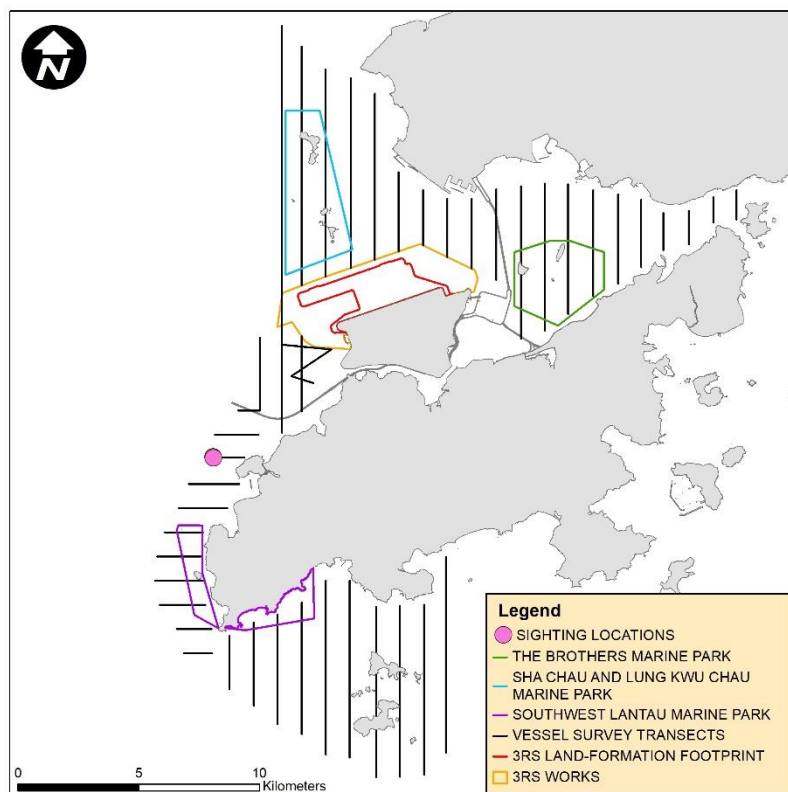 N
Legend
SIGHTING LOCATIONS
THE BROTHERS MARINE PARK
SHA CHAU AND LUNG KWU CHAU
MARINE PARK
SOUTHWEST LANTAU MARINE PARK
VESSEL SURVEY TRANSECTS
3RS LAND-FORMATION FOOTPRINT
3RS WORKS
0 5 10
Kilometers